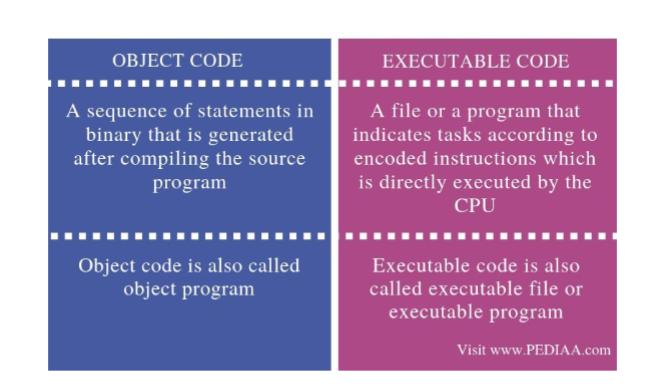 OBJECT CODE
A sequence of statements in
binary that is generated
after compiling the source
program
Object code is also called
object program
EXECUTABLE CODE
A file or a program that
indicates tasks according to
encoded instructions which
is directly executed by the
CPU
Executable code is also
called executable file or
executable program
Visit www.PEDIAA.com